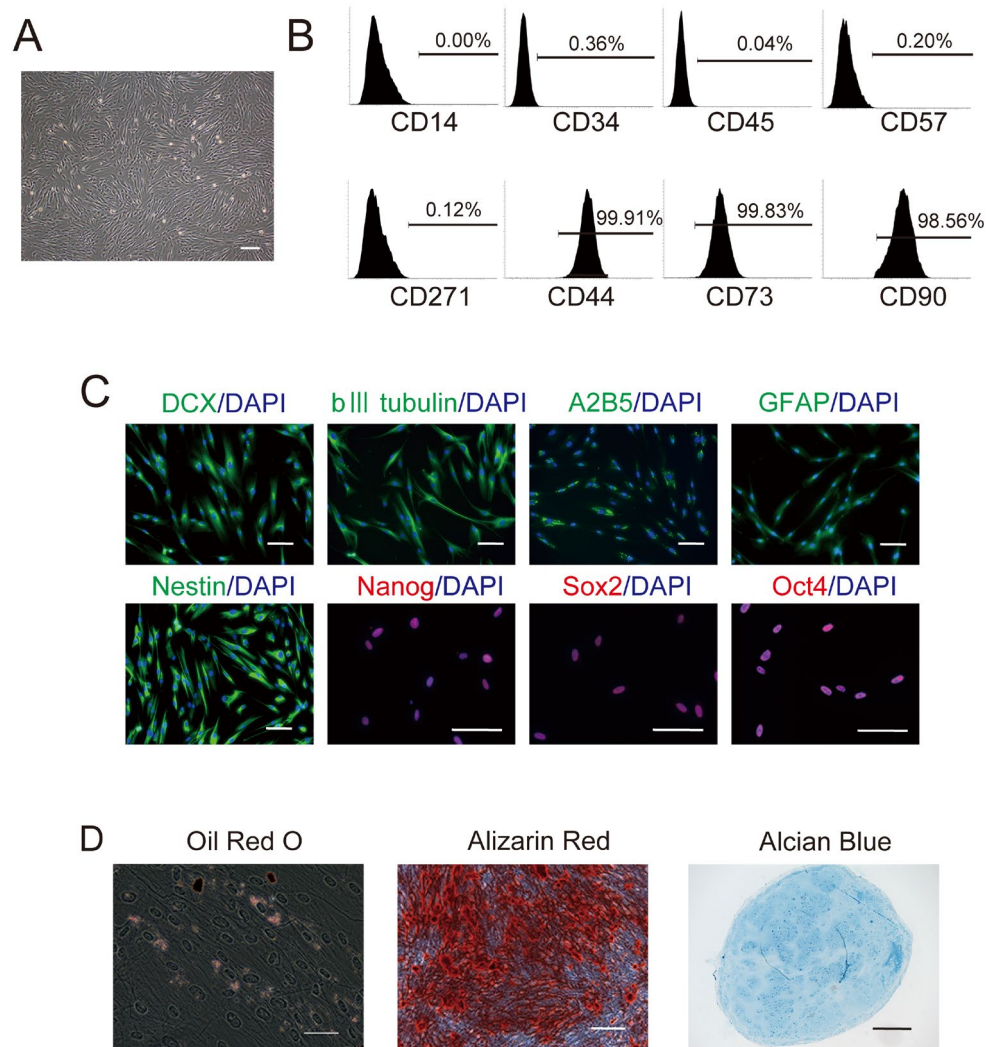 A
B
0.00%
0.36%
0.04%
0.20%
CD14
CD34
CD45
CD57
0.12%
99.91%
99.83%
98.56%
CD271
CD44
CD73
CD90
C
DCX/DAPI
b III tubulin/DAPI
A2B5/DAPI
GFAP/DAPI
Nestin/DAPI
Nanog/DAPI
Sox2/DAPI
Oct4/DAPI
D
Oil Red O
Alizarin Red
Alcian Blue